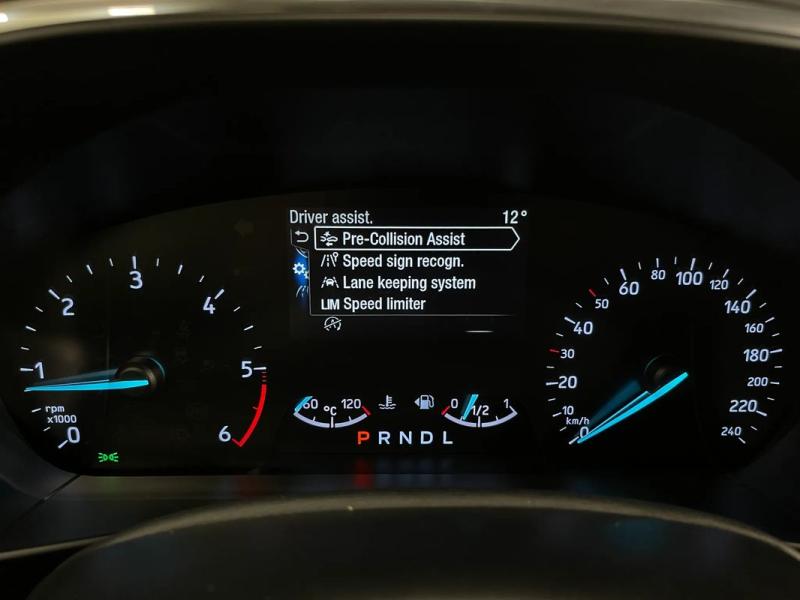 Driver assist. 12°
Pre-Collision Assist
Speed sign recogn.
Lane keeping system
LIM Speed limiter
0
1
2
3
4
5
6
rpm
x1000
60 °C 120
0 1/2 1
P R N D L
0
10
20
30
40
50
60
80
100
120
140
160
180
200
220
240
km/h